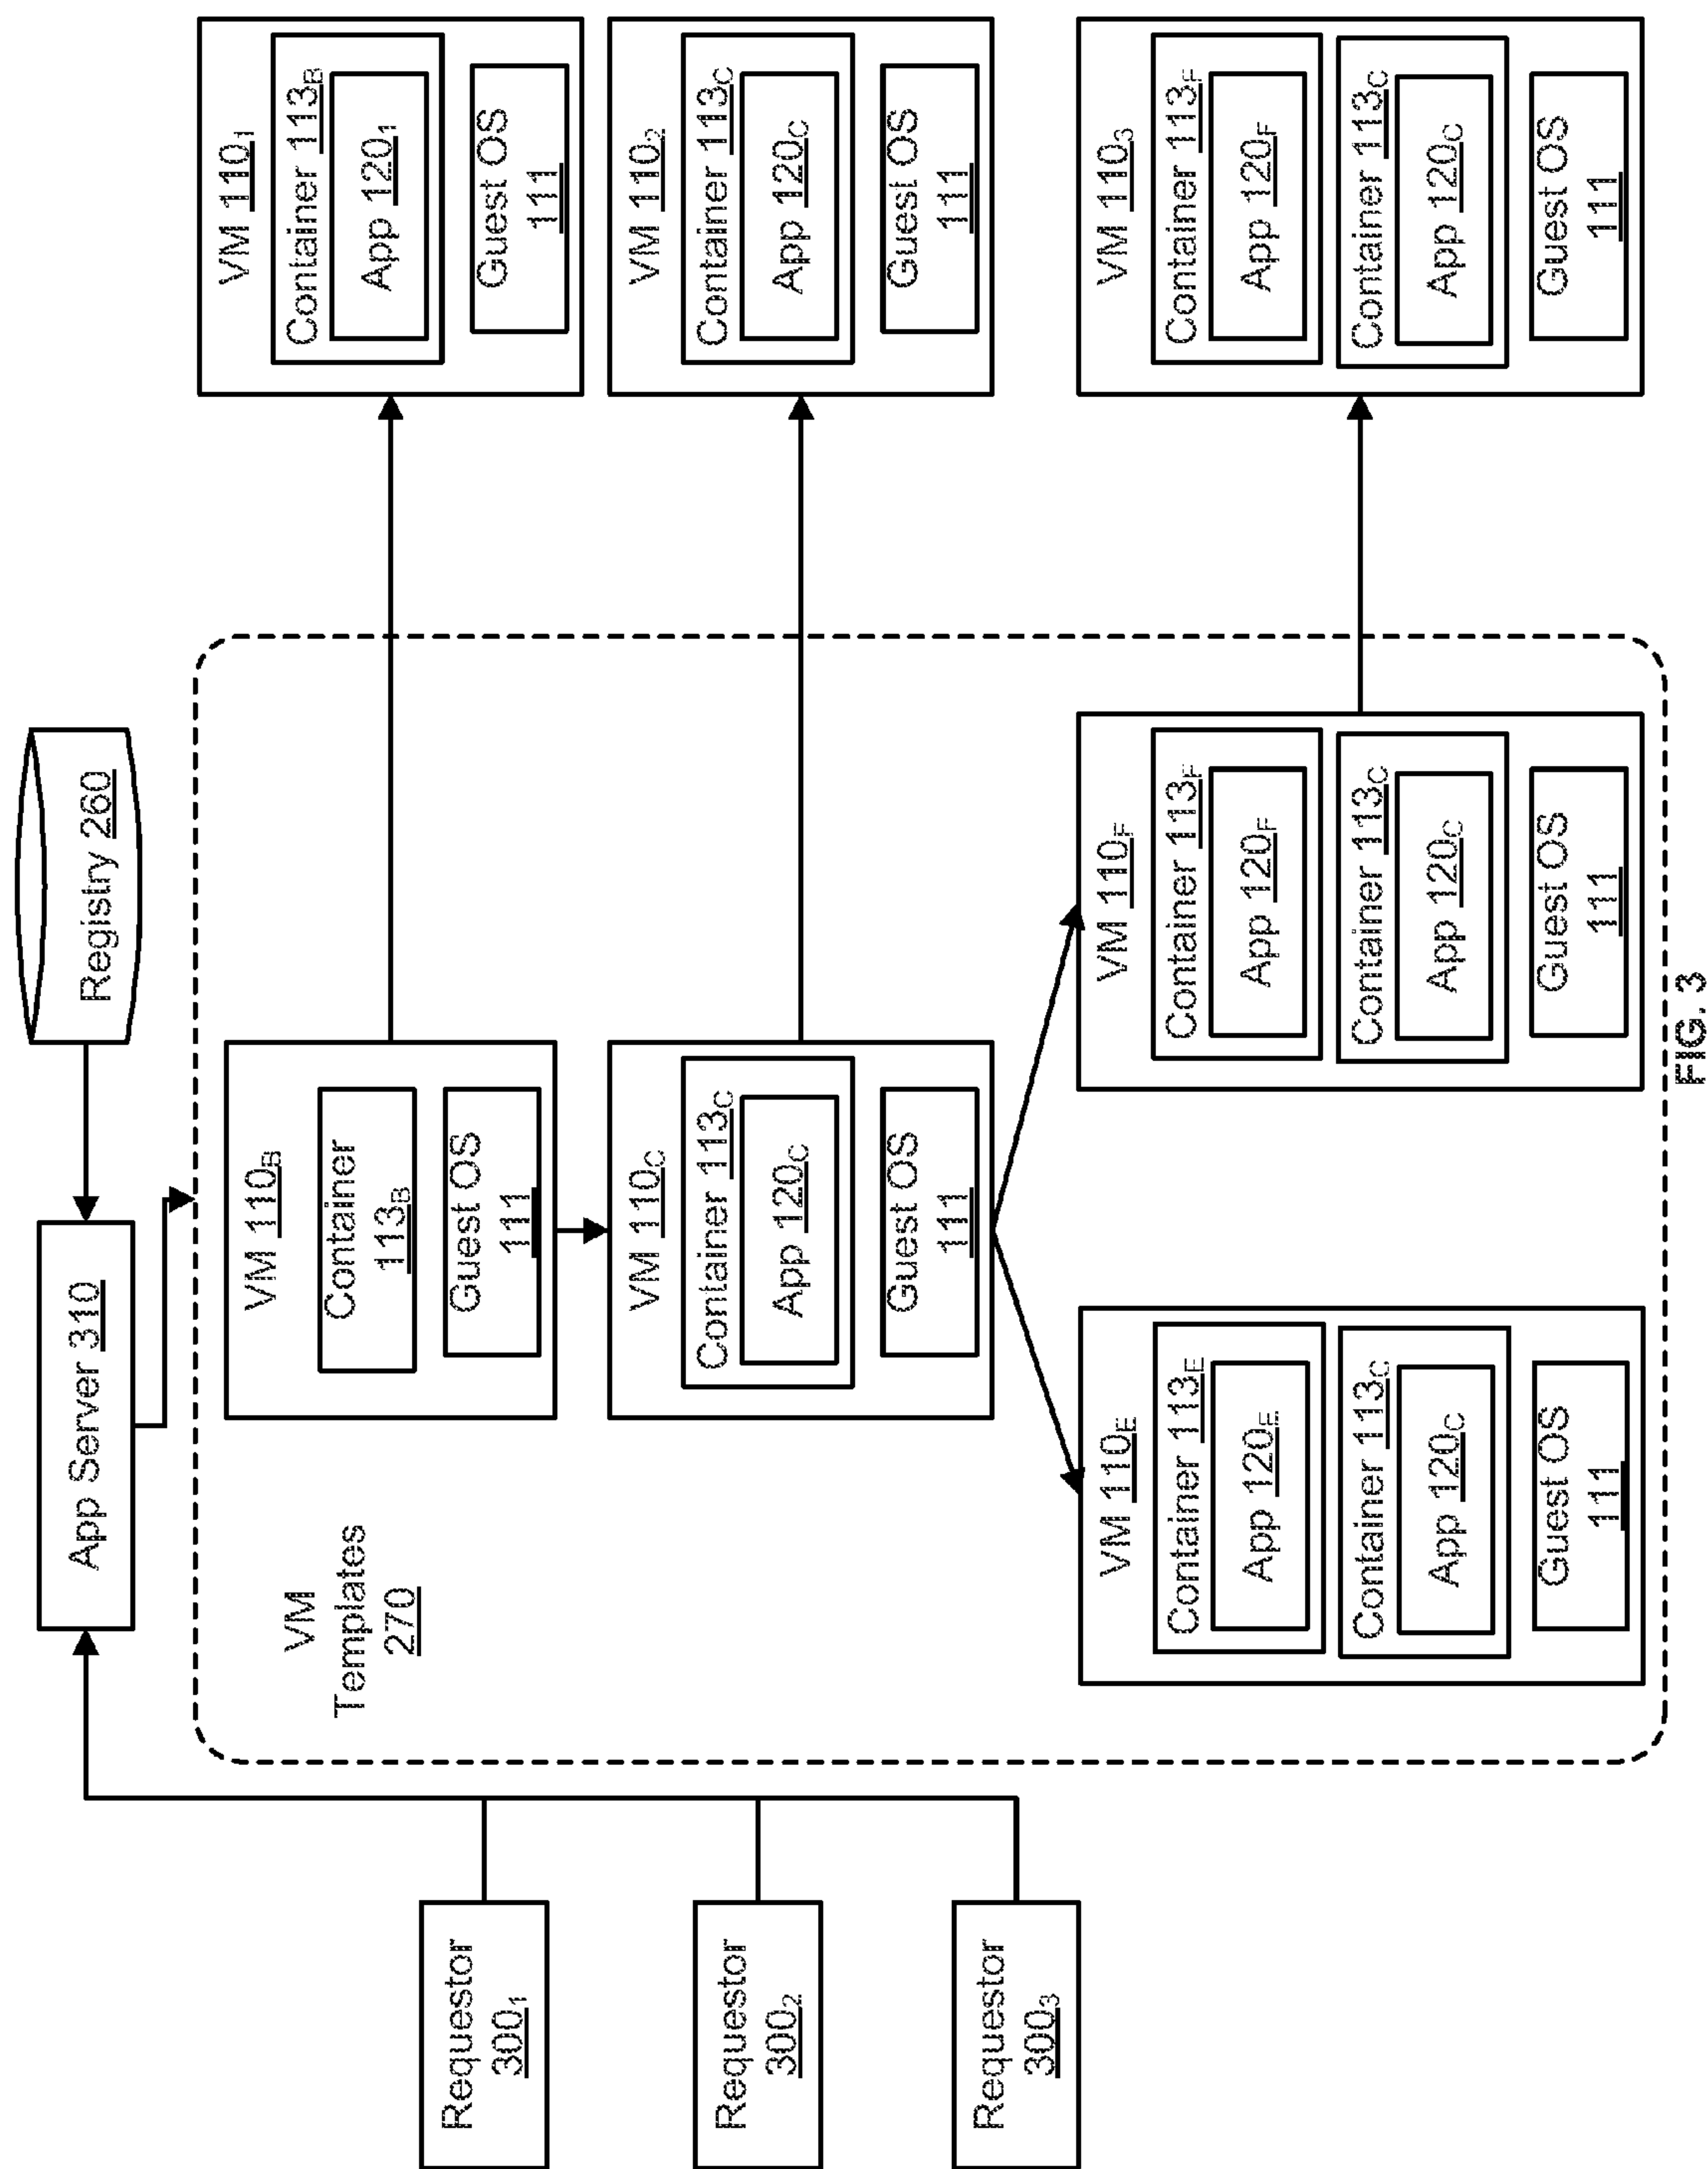 Registry 260
App Server 310
Requestor
300₁
Requestor
300₂
Requestor
300₃
VM
Templates
270
VM 110B
Container
113B
Guest OS
111
VM 110C
Container 113C
App 120C
Guest OS
111
VM 110E
Container 113E
App 120E
Container 113C
App 120C
Guest OS
111
VM 110F
Container 113F
App 120F
Container 113C
App 120C
Guest OS
111
VM 110₁
Container 113B
App 120₁
Guest OS
111
VM 110₂
Container 113C
App 120C
Guest OS
111
VM 110₃
Container 113F
App 120F
Container 113C
App 120C
Guest OS
111
FIG. 3